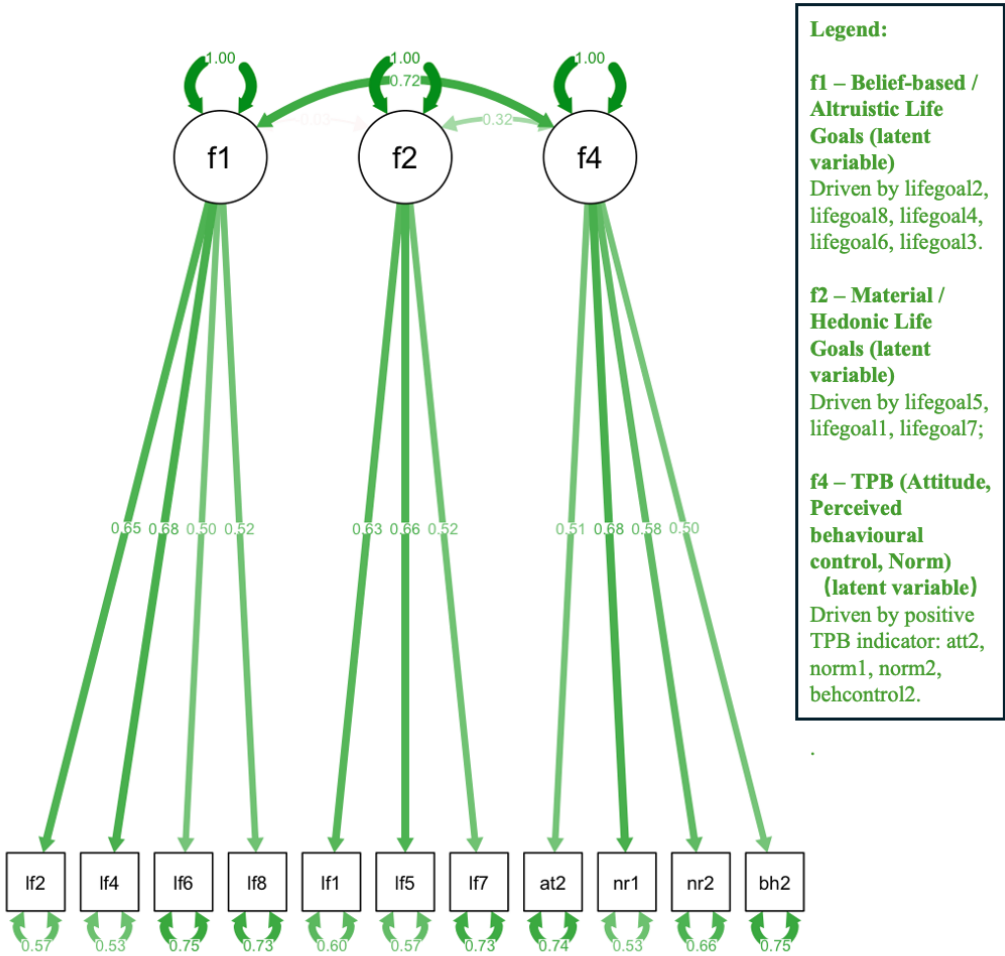 1.00 1.00 1.00
0.72
0.03 0.32
f1 f2 f4
0.65 0.68 0.50 0.52 0.63 0.66 0.52 0.51 0.68 0.58 0.50
lf2 lf4 lf6 lf8 lf1 lf5 lf7 at2 nr1 nr2 bh2
0.57 0.53 0.75 0.73 0.60 0.57 0.73 0.74 0.53 0.66 0.75
Legend:
f1 – Belief-based /
Altruistic Life
Goals (latent
variable)
Driven by lifegoal2,
lifegoal8, lifegoal4,
lifegoal6, lifegoal3.
f2 – Material /
Hedonic Life
Goals (latent
variable)
Driven by lifegoal5,
lifegoal1, lifegoal7;
f4 – TPB (Attitude,
Perceived
behavioural
control, Norm)
（latent variable）
Driven by positive
TPB indicator: att2,
norm1, norm2,
behcontrol2.
.